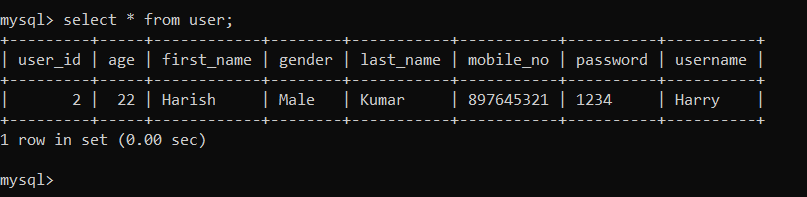 mysql> select * from user;
+---------+-----+------------+--------+-----------+-----------+----------+----------+
| user_id | age | first_name | gender | last_name | mobile_no | password | username |
+---------+-----+------------+--------+-----------+-----------+----------+----------+
|       2 |  22 | Harish     | Male   | Kumar     | 897645321 | 1234     | Harry    |
+---------+-----+------------+--------+-----------+-----------+----------+----------+
1 row in set (0.00 sec)
mysql>